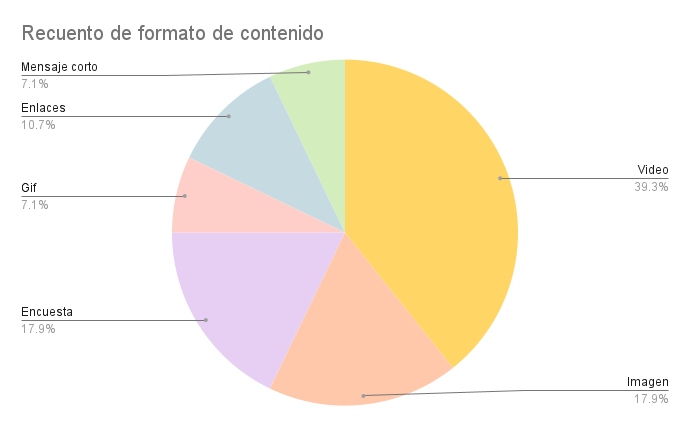 Recuento de formato de contenido
Mensaje corto
7.1%
Enlaces
10.7%
Gif
7.1%
Encuesta
17.9%
Video
39.3%
Imagen
17.9%